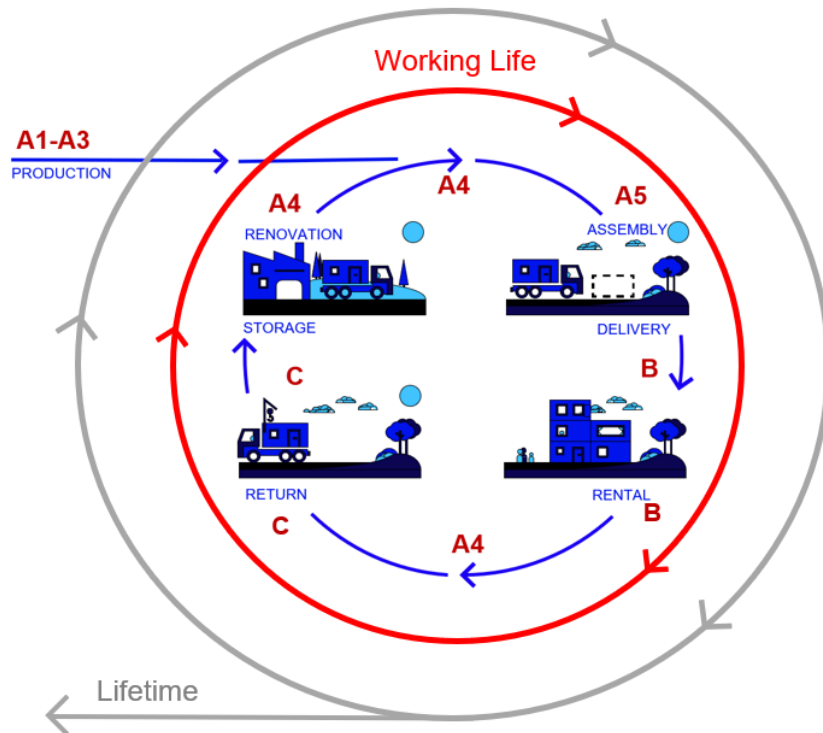 Working Life
A1-A3
PRODUCTION
A4
A4
A5
RENOVATION
ASSEMBLY
STORAGE
DELIVERY
C
B
RETURN
RENTAL
C
B
A4
Lifetime